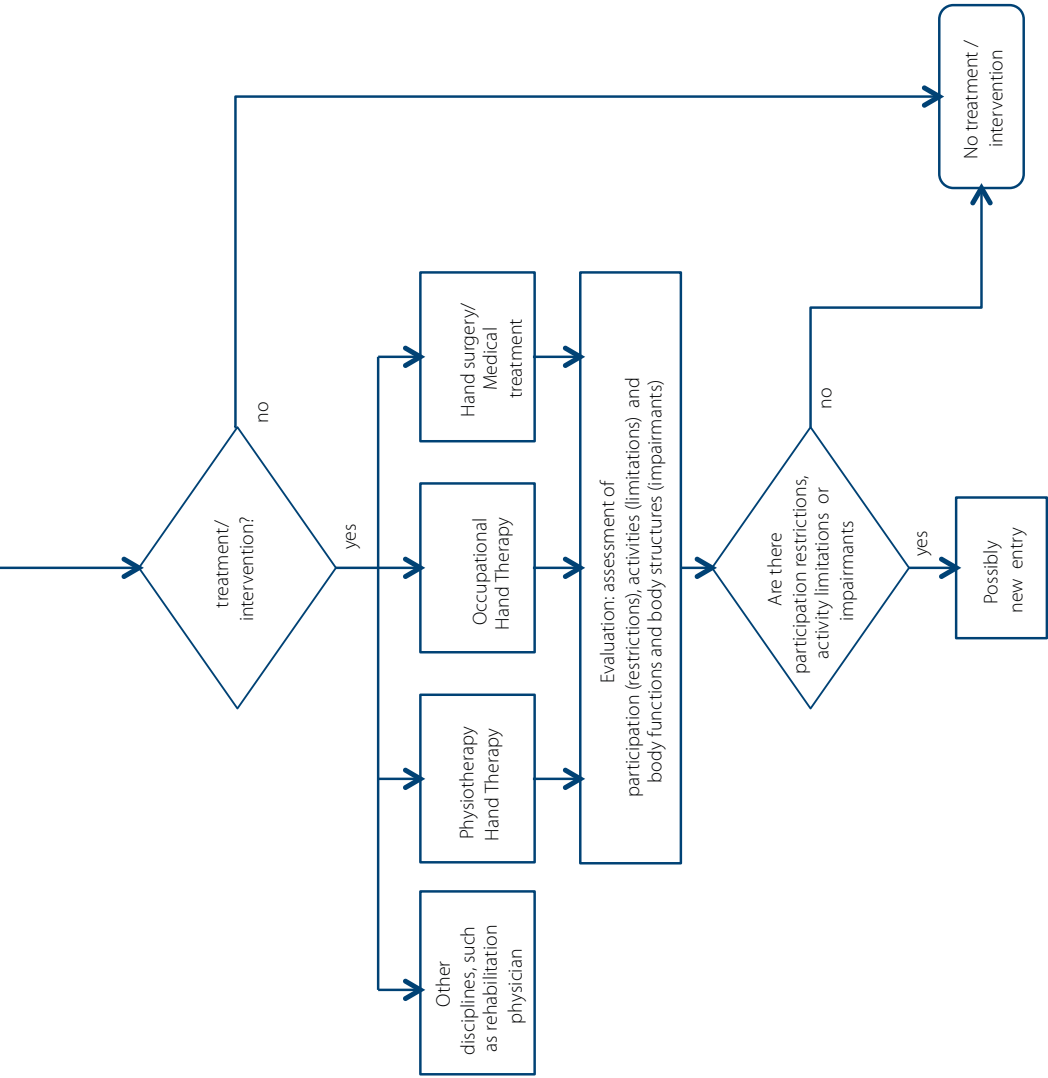 treatment/
intervention?
no
yes
Other
disciplines, such
as rehabilitation
physician
Physiotherapy
Hand Therapy
Occupational
Hand Therapy
Hand surgery/
Medical
treatment
Evaluation: assessment of
participation (restrictions), activities (limitations) and
body functions and body structures (impairmants)
Are there
participation restrictions,
activity limitations or
impairmants
no
yes
Possibly
new entry
No treatment /
intervention